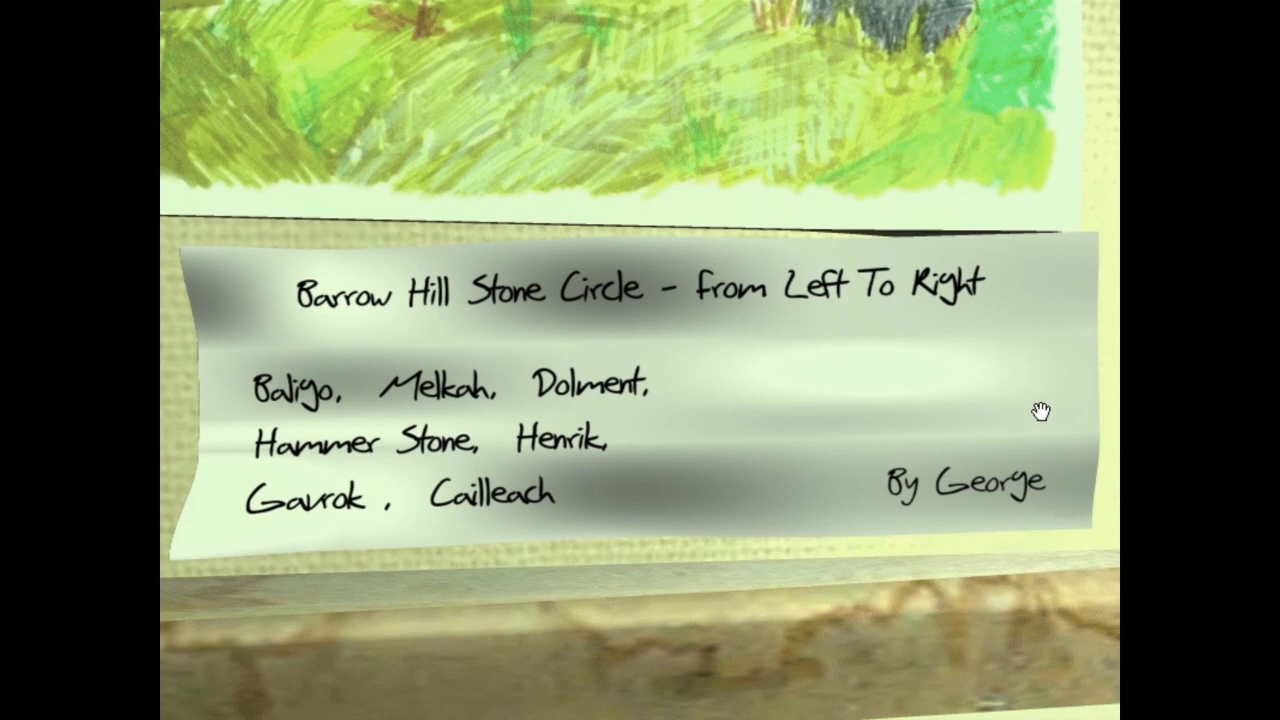 Barrow Hill Stone Circle - From Left To Right
Baligo, Melkah, Dolment,
Hammer Stone, Henrik,
Gavrok, Cailleach
By George